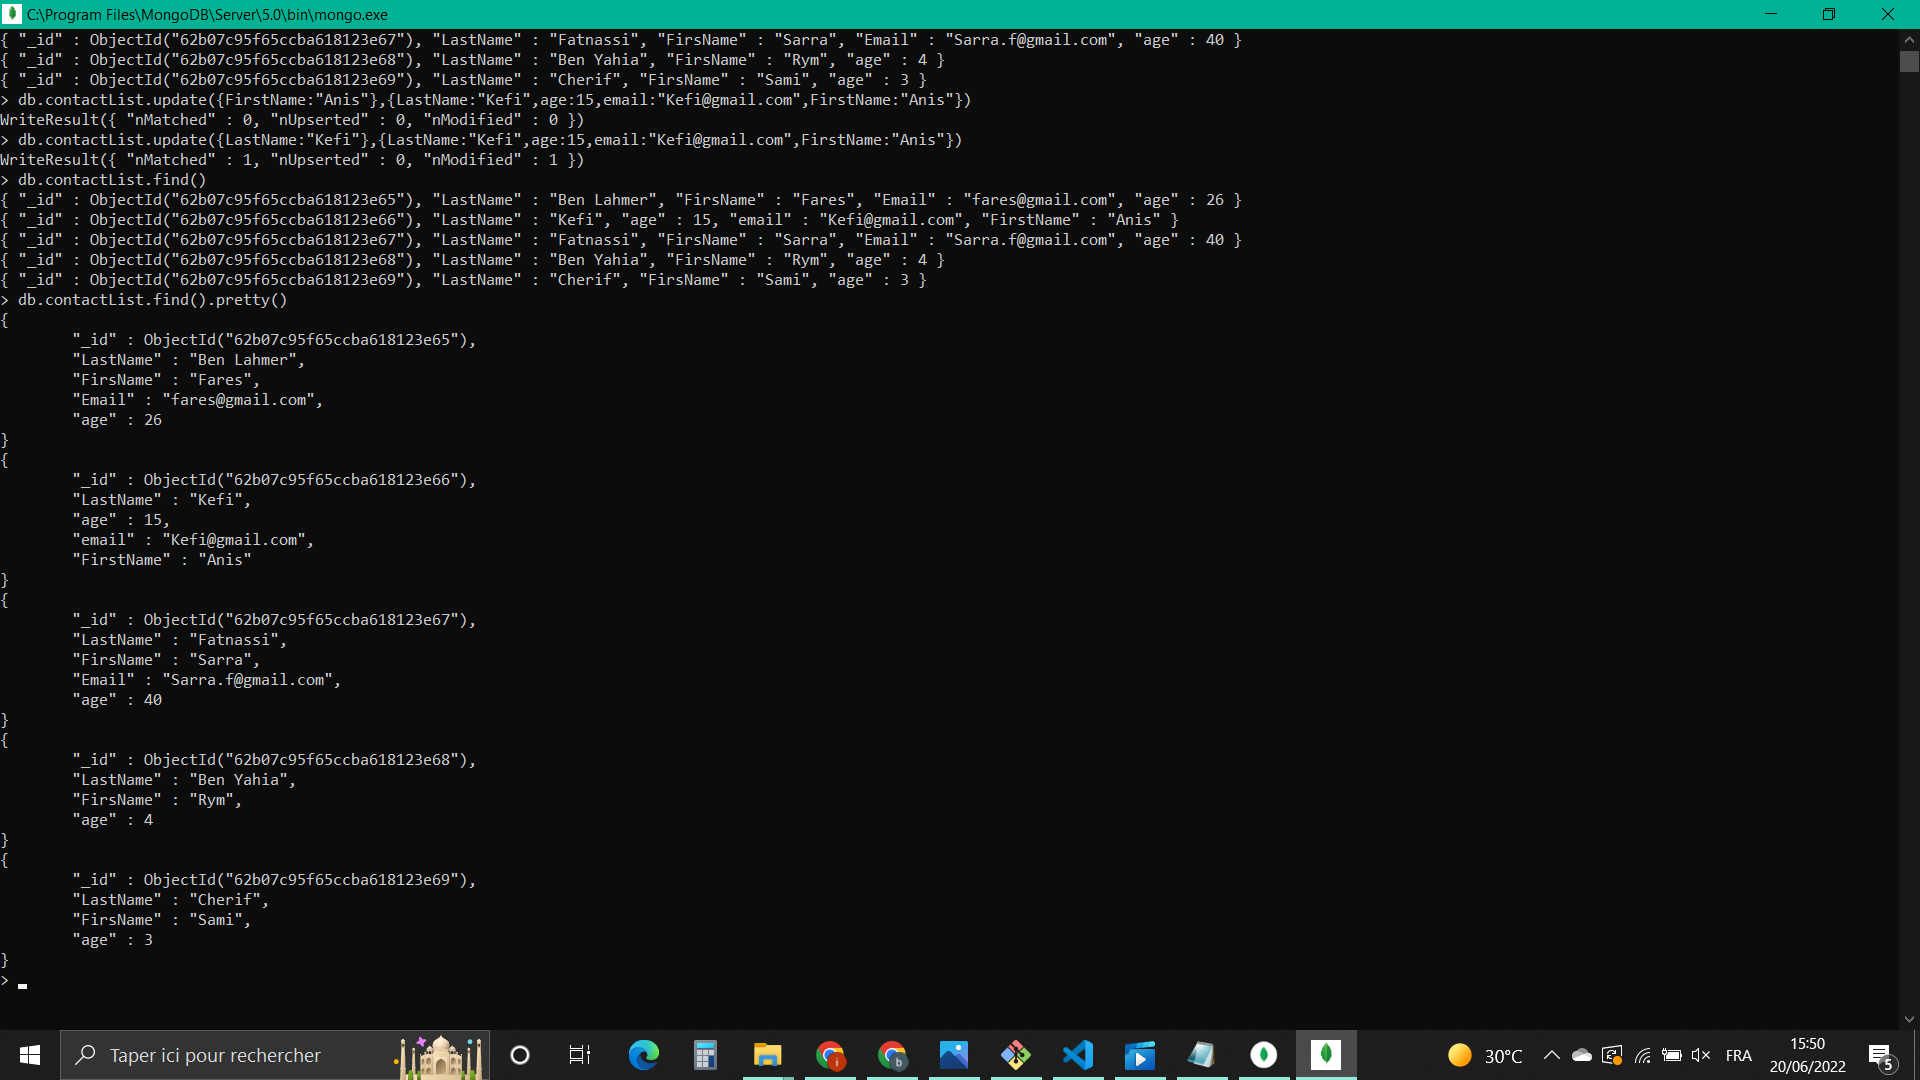 C:\Program Files\MongoDB\Server\5.0\bin\mongo.exe
{ "_id" : ObjectId("62b07c95f65ccba618123e67"), "LastName" : "Fatnassi", "FirsName" : "Sarra", "Email" : "Sarra.f@gmail.com", "age" : 40 }
{ "_id" : ObjectId("62b07c95f65ccba618123e68"), "LastName" : "Ben Yahia", "FirsName" : "Rym", "age" : 4 }
{ "_id" : ObjectId("62b07c95f65ccba618123e69"), "LastName" : "Cherif", "FirsName" : "Sami", "age" : 3 }
> db.contactList.update({FirstName:"Anis"},{LastName:"Kefi",age:15,email:"Kefi@gmail.com",FirstName:"Anis"})
WriteResult({ "nMatched" : 0, "nUpserted" : 0, "nModified" : 0 })
> db.contactList.update({LastName:"Kefi"},{LastName:"Kefi",age:15,email:"Kefi@gmail.com",FirstName:"Anis"})
WriteResult({ "nMatched" : 1, "nUpserted" : 0, "nModified" : 1 })
> db.contactList.find()
{ "_id" : ObjectId("62b07c95f65ccba618123e65"), "LastName" : "Ben Lahmer", "FirsName" : "Fares", "Email" : "fares@gmail.com", "age" : 26 }
{ "_id" : ObjectId("62b07c95f65ccba618123e66"), "LastName" : "Kefi", "age" : 15, "email" : "Kefi@gmail.com", "FirstName" : "Anis" }
{ "_id" : ObjectId("62b07c95f65ccba618123e67"), "LastName" : "Fatnassi", "FirsName" : "Sarra", "Email" : "Sarra.f@gmail.com", "age" : 40 }
{ "_id" : ObjectId("62b07c95f65ccba618123e68"), "LastName" : "Ben Yahia", "FirsName" : "Rym", "age" : 4 }
{ "_id" : ObjectId("62b07c95f65ccba618123e69"), "LastName" : "Cherif", "FirsName" : "Sami", "age" : 3 }
> db.contactList.find().pretty()
{
"_id" : ObjectId("62b07c95f65ccba618123e65"),
"LastName" : "Ben Lahmer",
"FirsName" : "Fares",
"Email" : "fares@gmail.com",
"age" : 26
}
{
"_id" : ObjectId("62b07c95f65ccba618123e66"),
"LastName" : "Kefi",
"age" : 15,
"email" : "Kefi@gmail.com",
"FirstName" : "Anis"
}
{
"_id" : ObjectId("62b07c95f65ccba618123e67"),
"LastName" : "Fatnassi",
"FirsName" : "Sarra",
"Email" : "Sarra.f@gmail.com",
"age" : 40
}
{
"_id" : ObjectId("62b07c95f65ccba618123e68"),
"LastName" : "Ben Yahia",
"FirsName" : "Rym",
"age" : 4
}
{
"_id" : ObjectId("62b07c95f65ccba618123e69"),
"LastName" : "Cherif",
"FirsName" : "Sami",
"age" : 3
}
>
Taper ici pour rechercher
30°C
FRA
15:50
20/06/2022
5